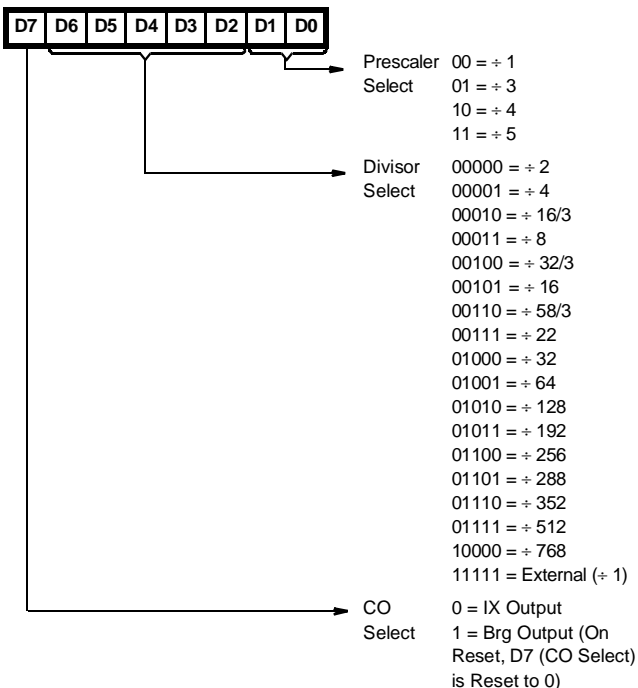 D7 D6 D5 D4 D3 D2 D1 D0
Prescaler 00 = ÷ 1
Select 01 = ÷ 3
10 = ÷ 4
11 = ÷ 5
Divisor 00000 = ÷ 2
Select 00001 = ÷ 4
00010 = ÷ 16/3
00011 = ÷ 8
00100 = ÷ 32/3
00101 = ÷ 16
00110 = ÷ 58/3
00111 = ÷ 22
01000 = ÷ 32
01001 = ÷ 64
01010 = ÷ 128
01011 = ÷ 192
01100 = ÷ 256
01101 = ÷ 288
01110 = ÷ 352
01111 = ÷ 512
10000 = ÷ 768
11111 = External (÷ 1)
CO 0 = IX Output
Select 1 = Brg Output (On
Reset, D7 (CO Select)
is Reset to 0)